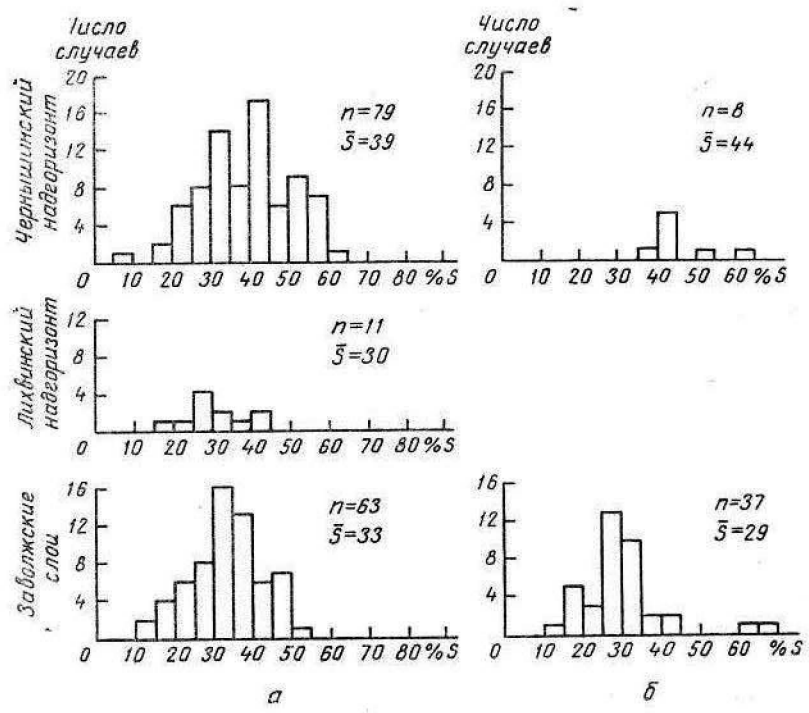 Число
случаев
Чернышинский
надгоризонт
20
16
12
8
4
n=79
S̄=39
0 10 20 30 40 50 60 70 80 %S
Число
случаев
20
16
12
8
4
n=8
S̄=44
0 10 20 30 40 50 60 %S
Лихвинский
надгоризонт
12
8
4
n=11
S̄=30
0 10 20 30 40 50 60 70 80 %S
Заволжские
слои
16
12
8
4
n=63
S̄=33
0 10 20 30 40 50 60 70 80 %S
а
16
12
8
4
n=37
S̄=29
0 10 20 30 40 50 60 %S
б